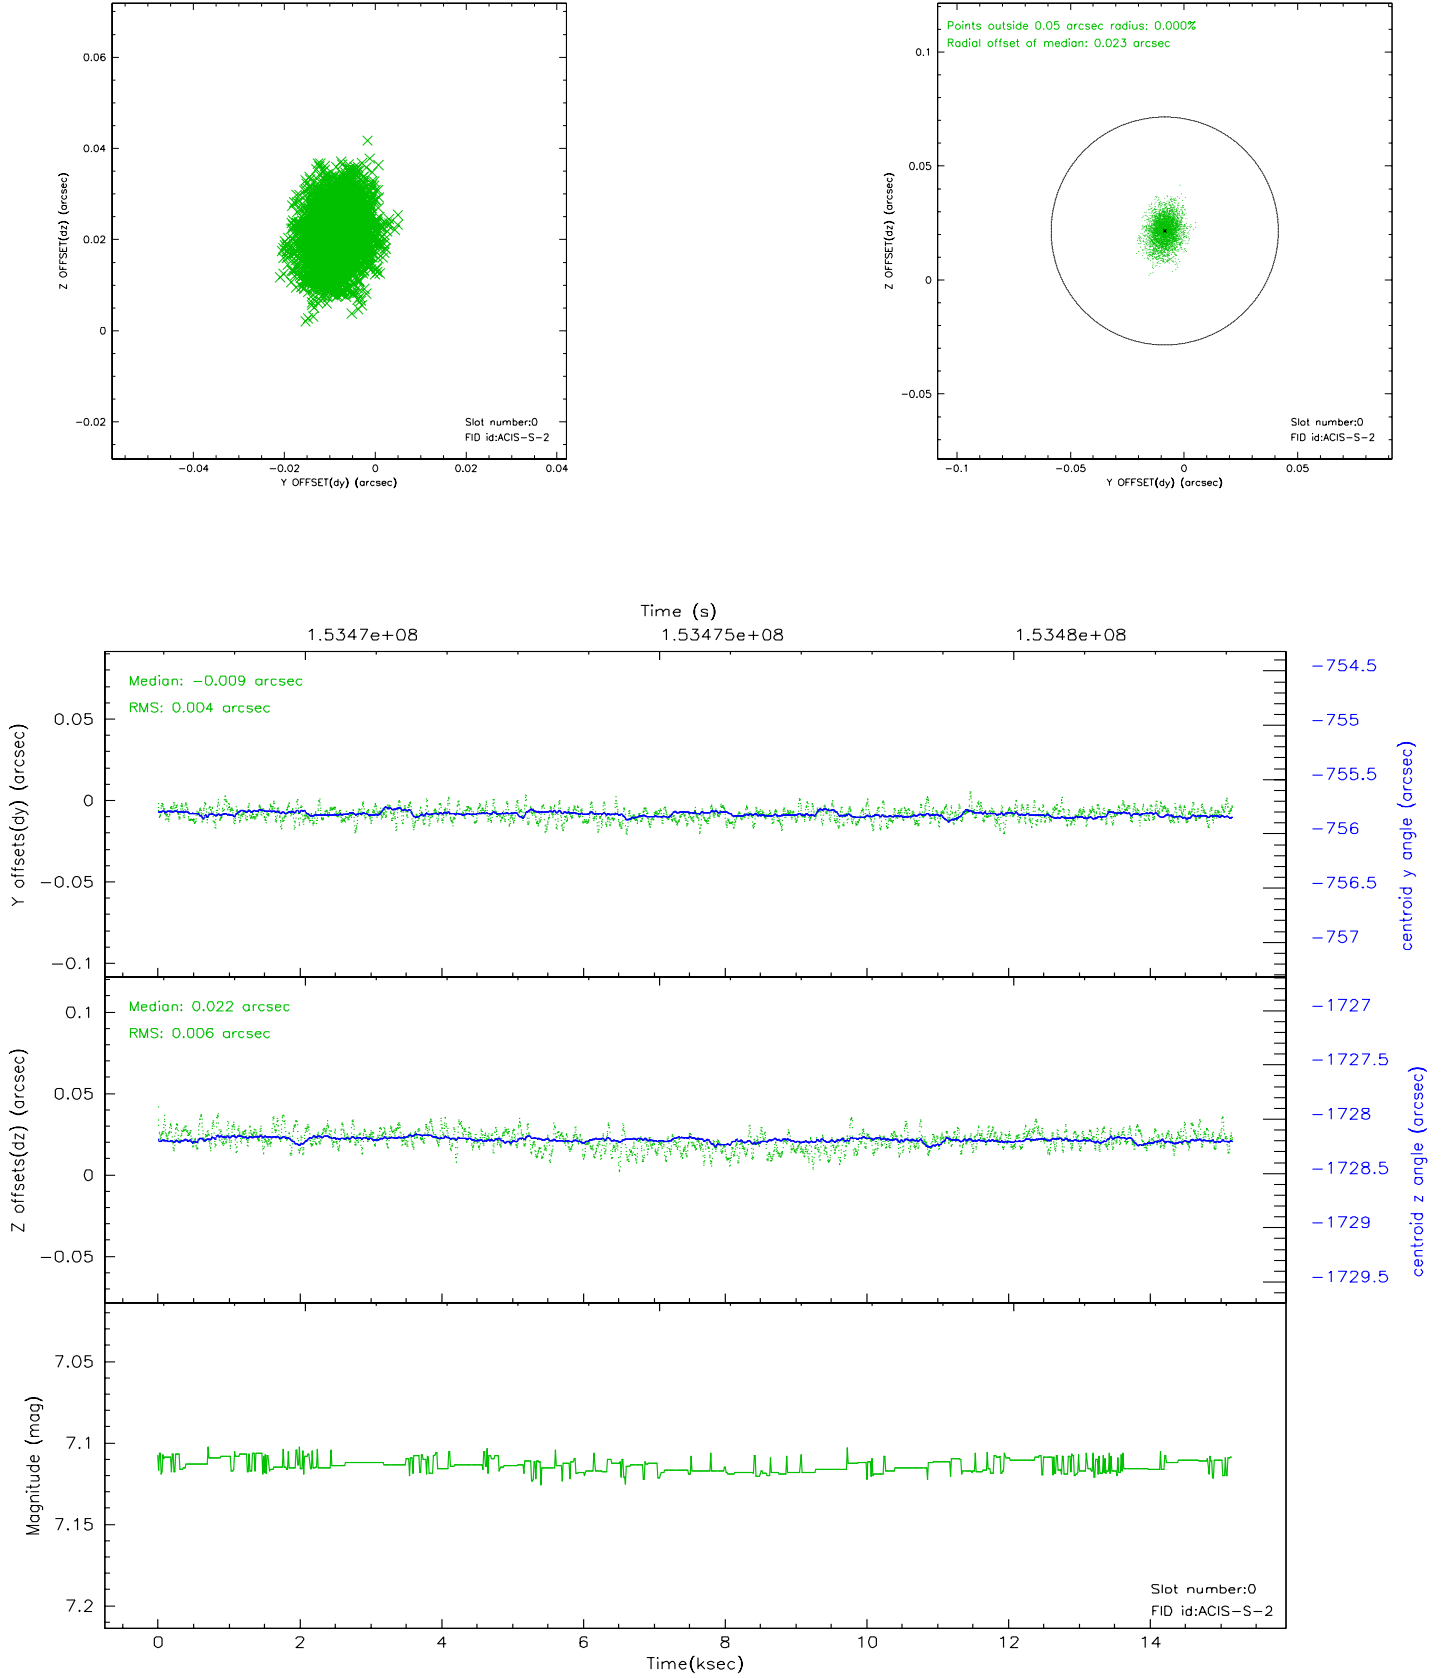 0.06
0.04
0.02
0
−0.02
Z OFFSET(dz) (arcsec)
Slot number:0
FID id:ACIS−S−2
−0.04 −0.02 0 0.02 0.04
Y OFFSET(dy) (arcsec)
Points outside 0.05 arcsec radius: 0.000%
Radial offset of median: 0.023 arcsec
0.1
0.05
0
−0.05
Z OFFSET(dz) (arcsec)
Slot number:0
FID id:ACIS−S−2
−0.1 −0.05 0 0.05
Y OFFSET(dy) (arcsec)
Time (s)
1.5347e+08 1.53475e+08 1.5348e+08
Median: −0.009 arcsec
RMS: 0.004 arcsec
0.05
0
−0.05
−0.1
Y offsets(dy) (arcsec)
−754.5
−755
−755.5
−756
−756.5
−757
centroid y angle (arcsec)
Median: 0.022 arcsec
RMS: 0.006 arcsec
0.1
0.05
0
−0.05
Z offsets(dz) (arcsec)
−1727
−1727.5
−1728
−1728.5
−1729
−1729.5
centroid z angle (arcsec)
7.05
7.1
7.15
7.2
Magnitude (mag)
Slot number:0
FID id:ACIS−S−2
0 2 4 6 8 10 12 14
Time(ksec)